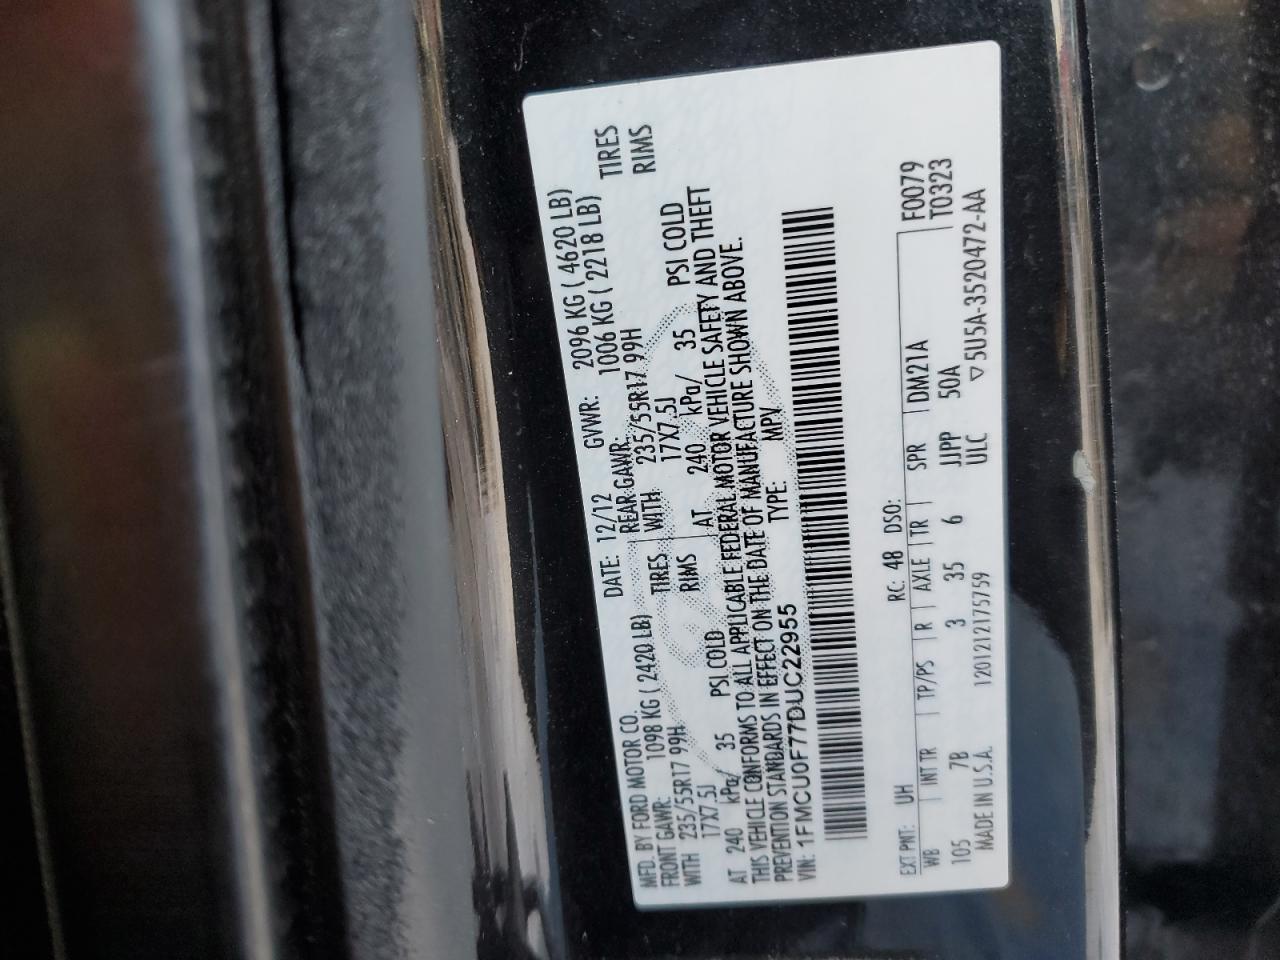 MFD. BY FORD MOTOR CO.
DATE: 12/12 GVWR: 2096 KG ( 4620 LB)
FRONT GAWR: 1098 KG ( 2420 LB) REAR GAWR: 1006 KG ( 2218 LB)
WITH 235/55R17 99H TIRES WITH 235/55R17 99H TIRES
17X7.5J RIMS 17X7.5J RIMS
AT 240 kPa/ 35 PSI COLD AT 240 kPa/ 35 PSI COLD
THIS VEHICLE CONFORMS TO ALL APPLICABLE FEDERAL MOTOR VEHICLE SAFETY AND THEFT
PREVENTION STANDARDS IN EFFECT ON THE DATE OF MANUFACTURE SHOWN ABOVE.
VIN: 1FMCU0F77DUC22955 TYPE: MPV
EXT PNT: UH RC: 48 DSO: F0079
WB INT TR TP/PS R AXLE TR SPR DM21A T0323
105 7B 3 35 6 JJPP 50A
MADE IN U.S.A. 1201212175759 ULC ▽5U5A-3520472-AA